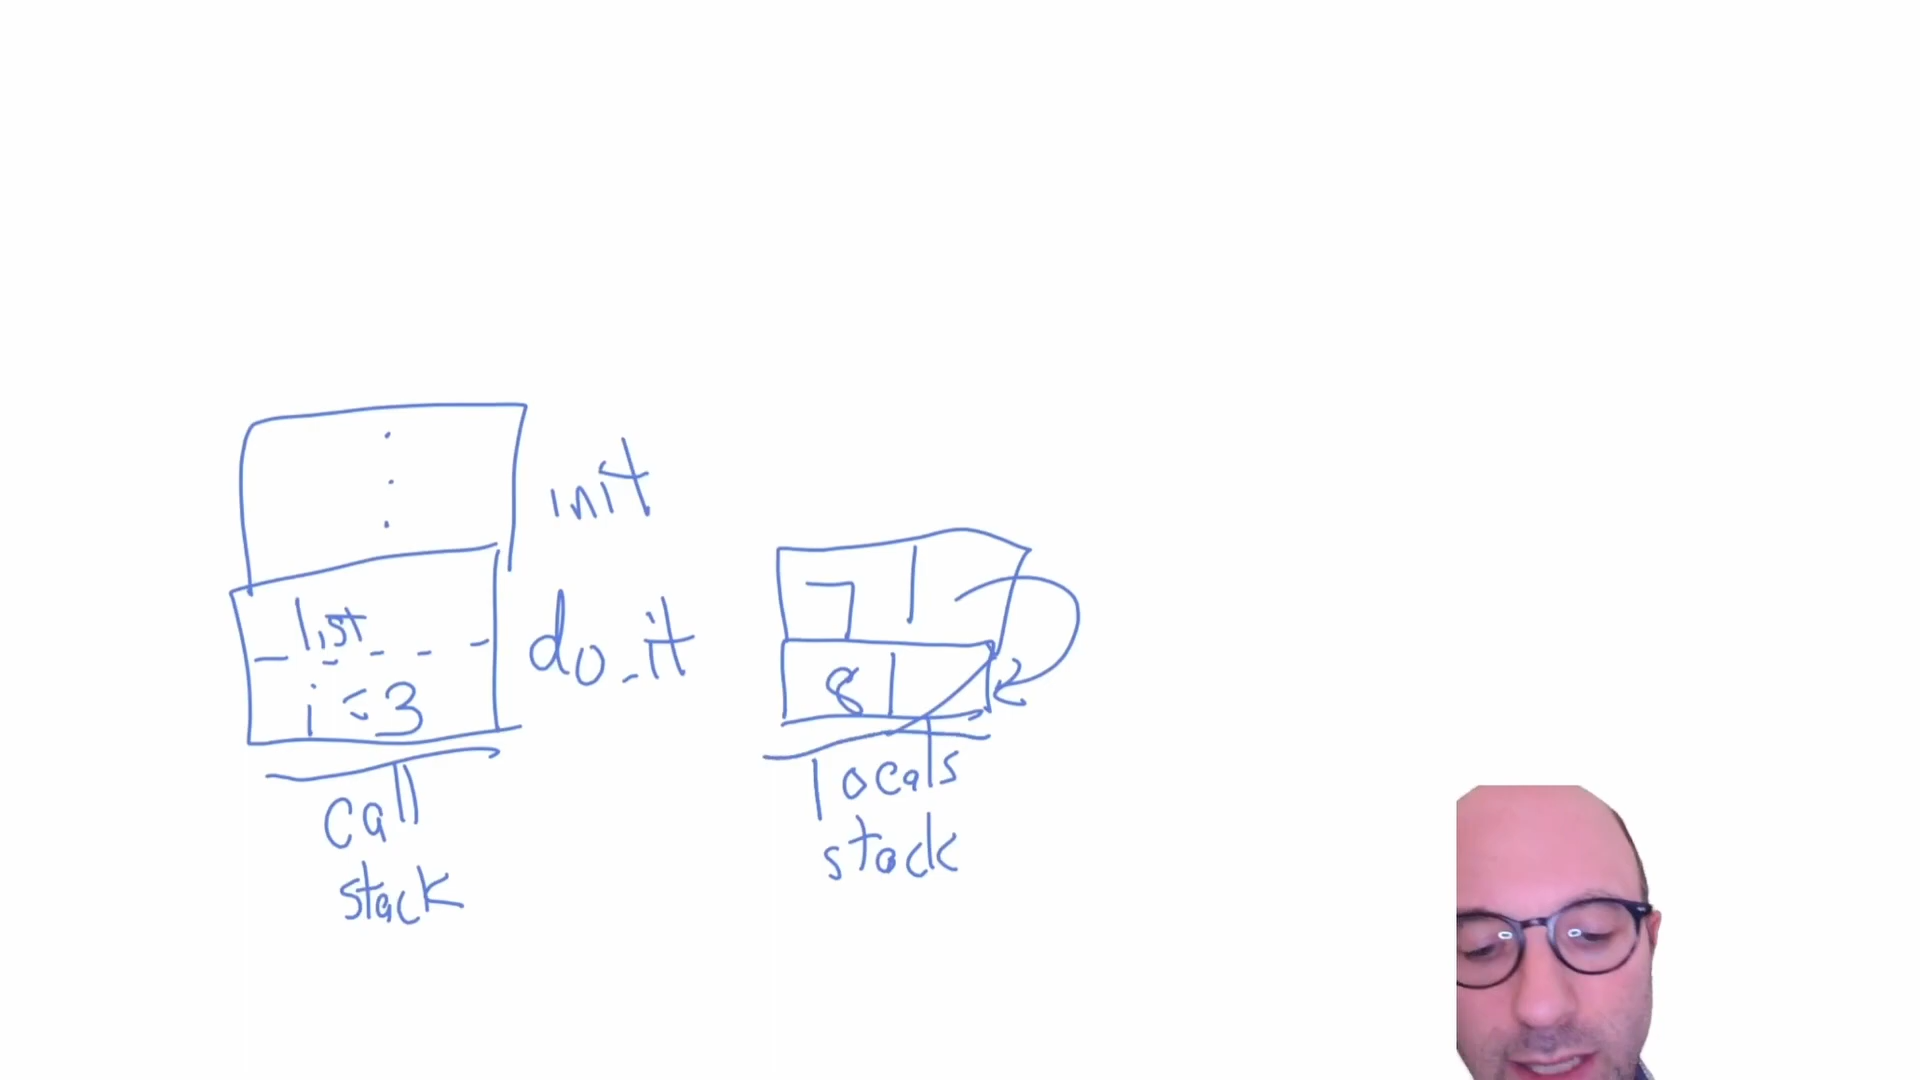 init
list
do_it
i = 3
call
stack
7
8
locals
stack